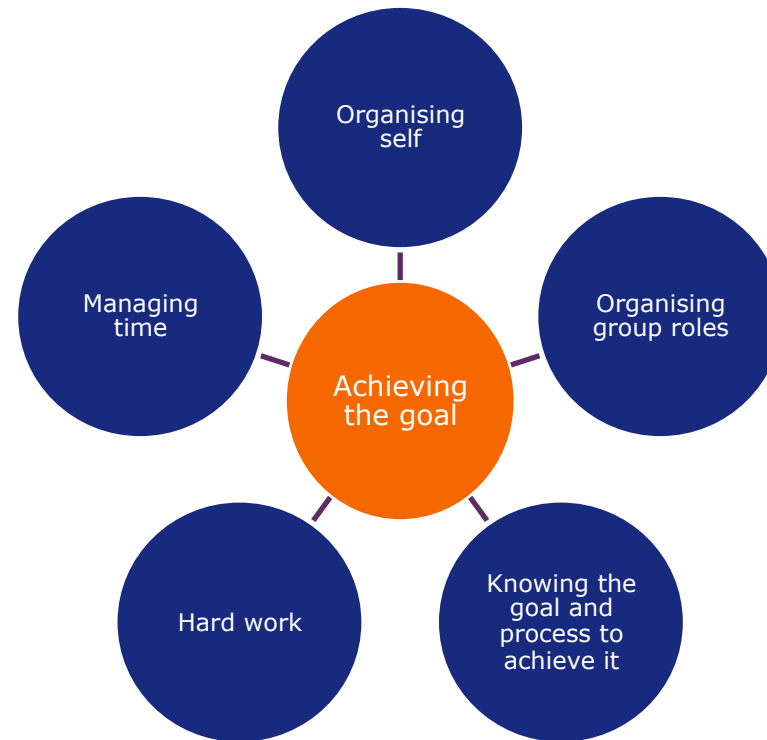 Organising
self
Managing
time
Organising
group roles
Achieving
the goal
Hard work
Knowing the
goal and
process to
achieve it